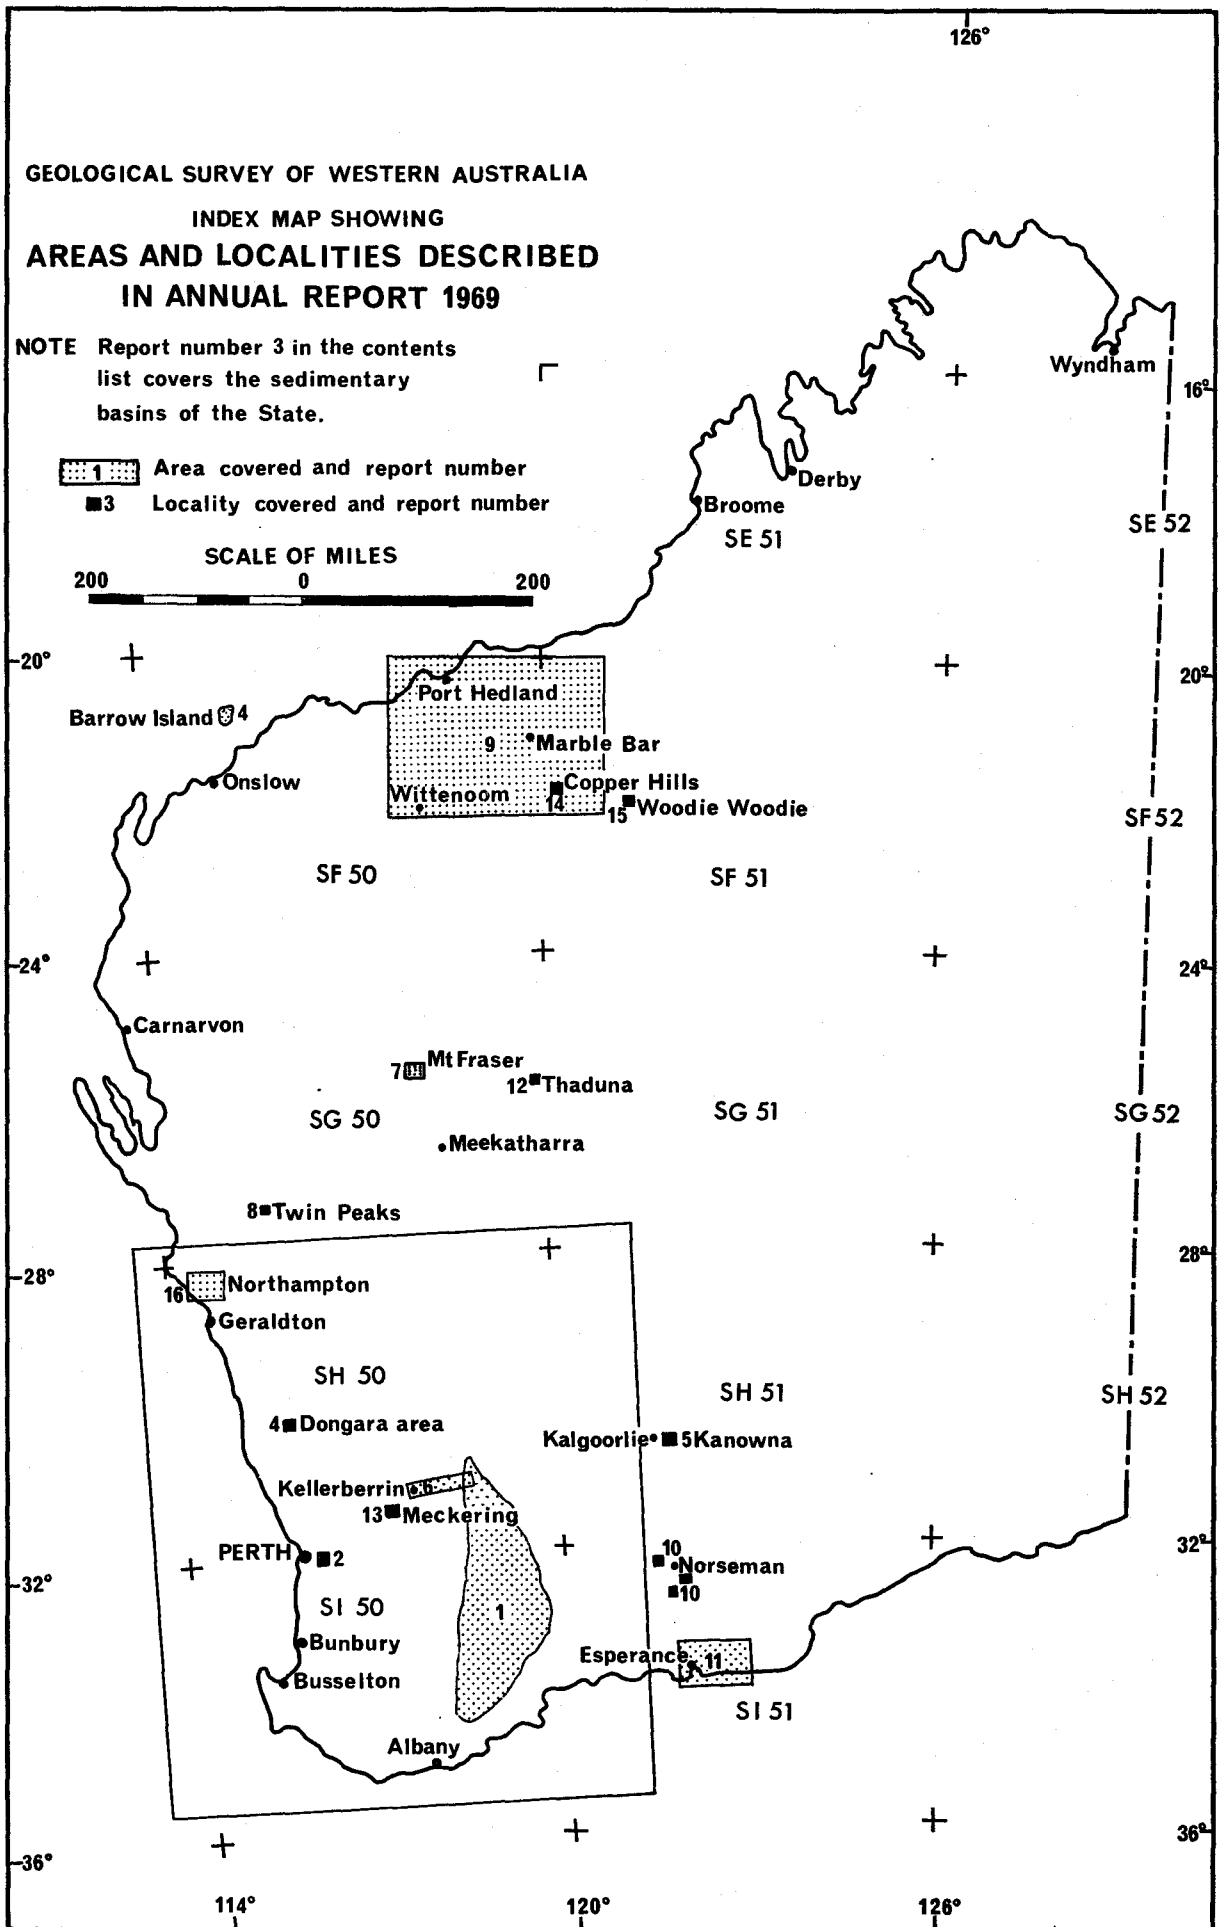 126°
GEOLOGICAL SURVEY OF WESTERN AUSTRALIA
INDEX MAP SHOWING
AREAS AND LOCALITIES DESCRIBED
IN ANNUAL REPORT 1969
NOTE Report number 3 in the contents
list covers the sedimentary
basins of the State.
1 Area covered and report number
3 Locality covered and report number
SCALE OF MILES
200 0 200
Wyndham
16°
Derby
Broome
SE 51
SE 52
20°
20°
Port Hedland
Barrow Island 4
9 Marble Bar
Onslow
Copper Hills
Wittenoom
14
15 Woodie Woodie
SF 52
SF 50
SF 51
24°
24°
Carnarvon
Mt Fraser
7
12 Thaduna
SG 50
SG 51
SG 52
Meekatharra
8 Twin Peaks
28°
28°
Northampton
16
Geraldton
SH 50
SH 51
SH 52
4 Dongara area
Kalgoorlie 5 Kanowna
Kellerberrin 6
13 Meckering
PERTH 2
10
Norseman
10
32°
32°
SI 50
1
Bunbury
Esperance 11
Busselton
SI 51
Albany
36°
36°
114° 120° 126°